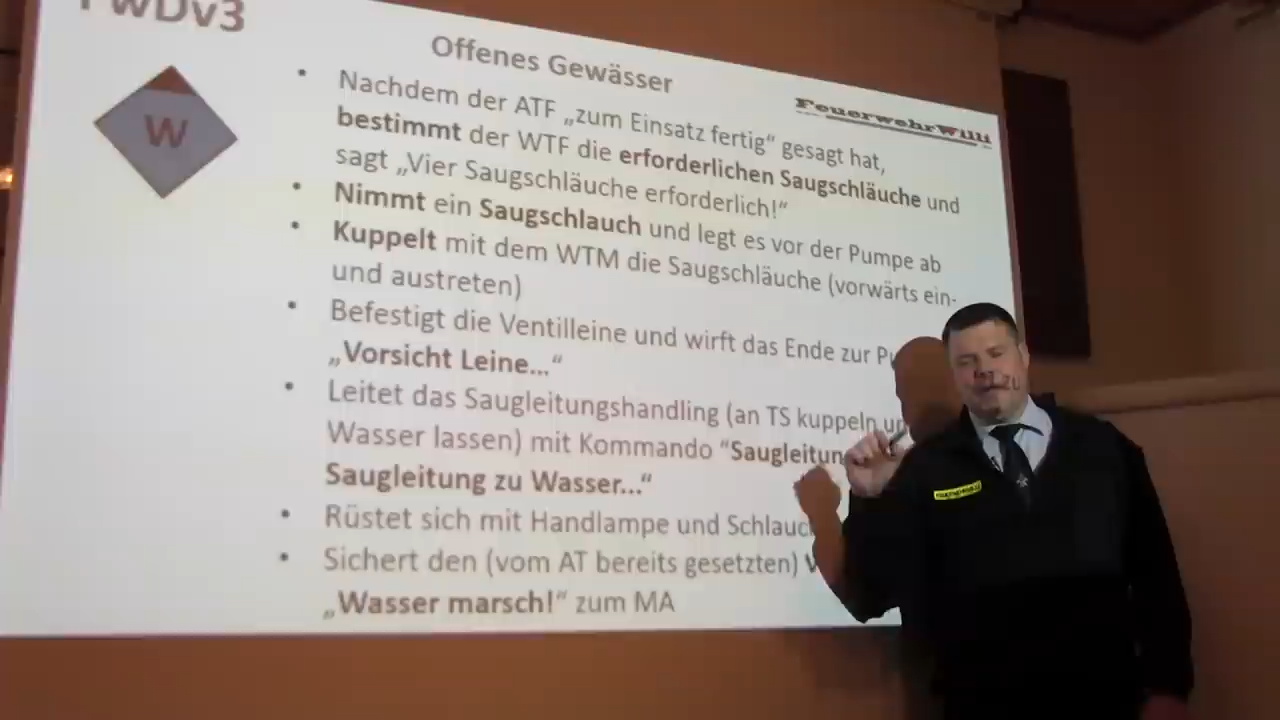 FwDv3
Offenes Gewässer
FeuerwehrWilli
W
• Nachdem der ATF „zum Einsatz fertig“ gesagt hat,
bestimmt der WTF die erforderlichen Saugschläuche und
sagt „Vier Saugschläuche erforderlich!“
• Nimmt ein Saugschlauch und legt es vor der Pumpe ab
• Kuppelt mit dem WTM die Saugschläuche (vorwärts ein-
und austreten)
• Befestigt die Ventilleine und wirft das Ende zur
„Vorsicht Leine...“
• Leitet das Saugleitungshandling (an TS kuppeln
Wasser lassen) mit Kommando “
Saugleitung zu Wasser...“
• Rüstet sich mit Handlampe und
• Sichert den (vom AT bereits gesetzten)
„Wasser marsch!“ zum MA